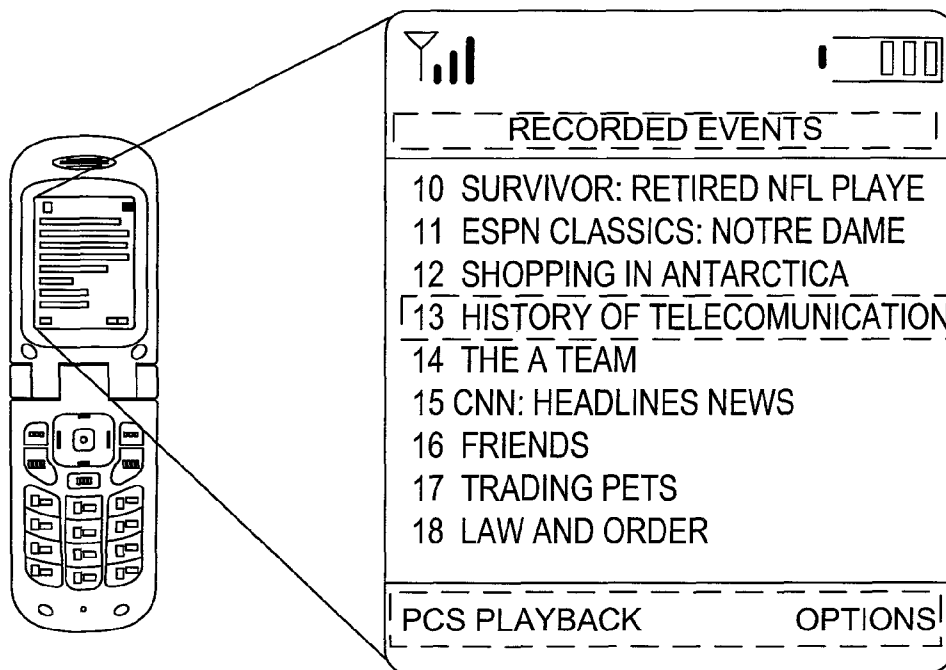 RECORDED EVENTS
10 SURVIVOR: RETIRED NFL PLAYE
11 ESPN CLASSICS: NOTRE DAME
12 SHOPPING IN ANTARCTICA
13 HISTORY OF TELECOMUNICATION
14 THE A TEAM
15 CNN: HEADLINES NEWS
16 FRIENDS
17 TRADING PETS
18 LAW AND ORDER
PCS PLAYBACK OPTIONS